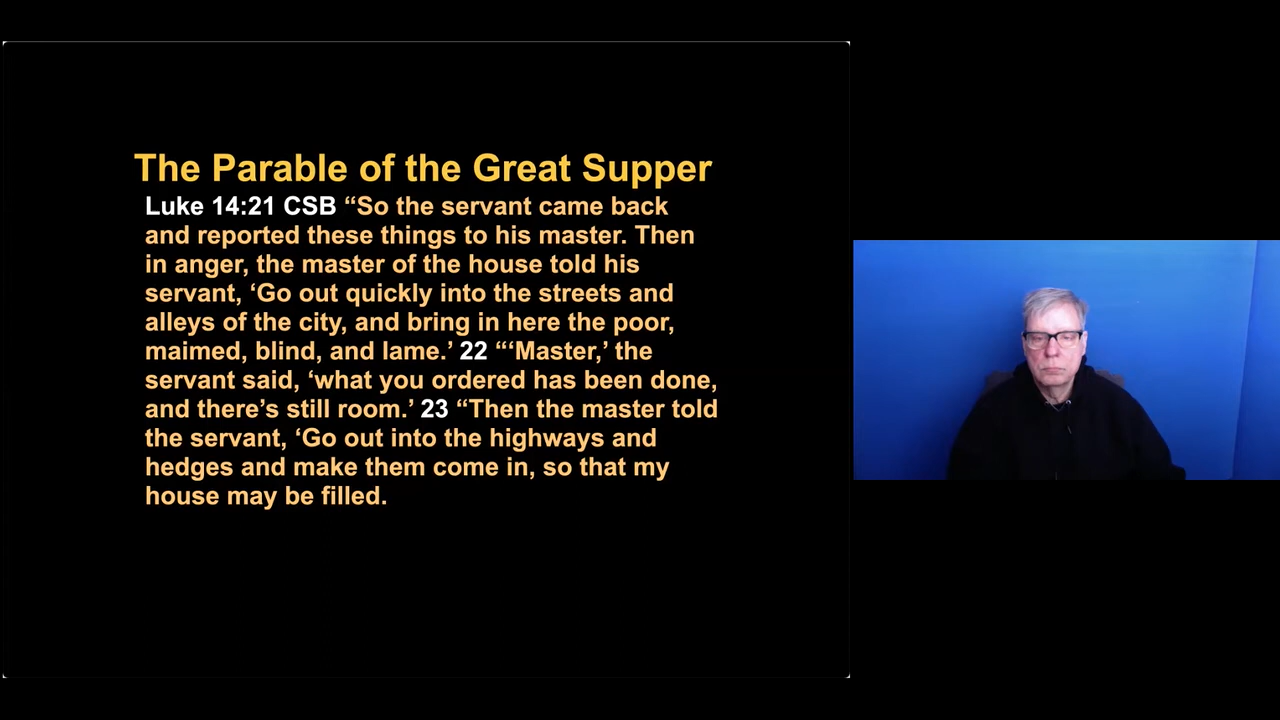 The Parable of the Great Supper
Luke 14:21 CSB “So the servant came back
and reported these things to his master. Then
in anger, the master of the house told his
servant, ‘Go out quickly into the streets and
alleys of the city, and bring in here the poor,
maimed, blind, and lame.’ 22 “‘Master,’ the
servant said, ‘what you ordered has been done,
and there’s still room.’ 23 “Then the master told
the servant, ‘Go out into the highways and
hedges and make them come in, so that my
house may be filled.